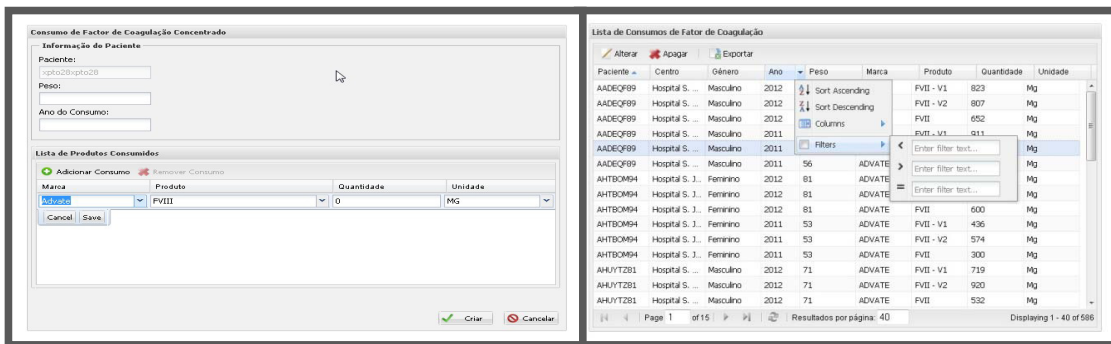 Consumo de Factor de Coagulação Concentrado
Informação do Paciente
Paciente:
xpto28xpto28
Peso:
Ano do Consumo:
Lista de Produtos Consumidos
Adicionar Consumo Remover Consumo
Marca Produto Quantidade Unidade
Advate FVIII 0 MG
Cancel Save
Criar Cancelar
Lista de Consumos de Fator de Coagulação
Alterar Apagar Exportar
Paciente Centro Género Ano Peso Marca Produto Quantidade Unidade
AADEQF89 Hospital S. ... Masculino 2012 FVII - V1 823 Mg
AADEQF89 Hospital S. ... Masculino 2012 FVII - V2 807 Mg
AADEQF89 Hospital S. ... Masculino 2012 FVII 652 Mg
AADEQF89 Hospital S. ... Masculino 2011 FVII - V1 911 Mg
AADEQF89 Hospital S. ... Masculino 2011
AADEQF89 Hospital S. ... Masculino 2011 56 ADVATE
AHTBOM94 Hospital S. J... Feminino 2012 81 ADVATE
AHTBOM94 Hospital S. J... Feminino 2012 81 ADVATE
AHTBOM94 Hospital S. J... Feminino 2012 81 ADVATE FVII 600 Mg
AHTBOM94 Hospital S. J... Feminino 2011 53 ADVATE FVII - V1 436 Mg
AHTBOM94 Hospital S. J... Feminino 2011 53 ADVATE FVII - V2 574 Mg
AHTBOM94 Hospital S. J... Feminino 2011 53 ADVATE FVII 300 Mg
AHUYTZ81 Hospital S. ... Masculino 2012 71 ADVATE FVII - V1 719 Mg
AHUYTZ81 Hospital S. ... Masculino 2012 71 ADVATE FVII - V2 920 Mg
AHUYTZ81 Hospital S. ... Masculino 2012 71 ADVATE FVII 532 Mg
Sort Ascending
Sort Descending
Columns
Filters
< Enter filter text...
> Enter filter text...
= Enter filter text...
Page 1 of 15 Resultados por página: 40 Displaying 1 - 40 of 586